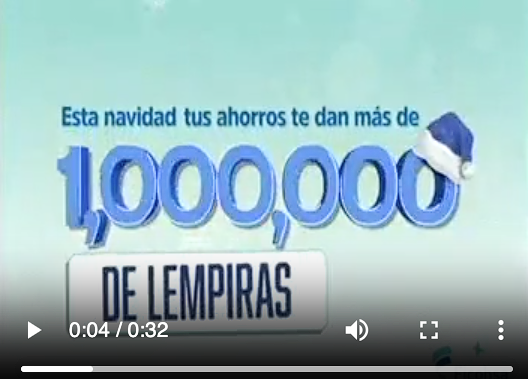 Esta navidad tus ahorros te dan más de
1,000,000
DE LEMPIRAS
0:04 / 0:32